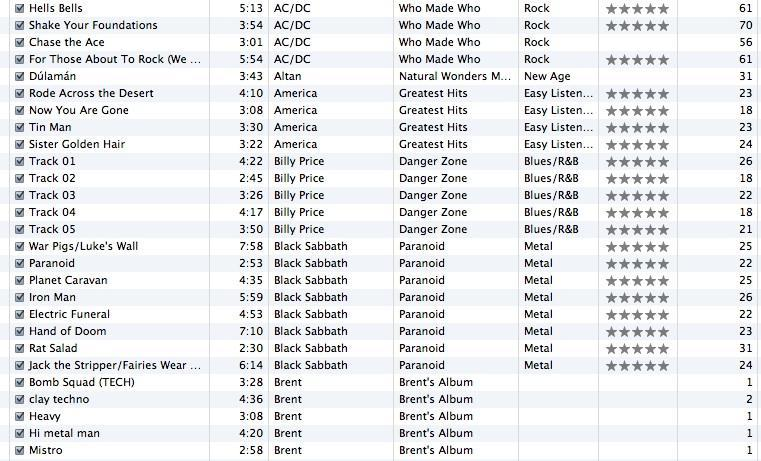 Hells Bells 5:13 AC/DC Who Made Who Rock ★★★★★ 61
Shake Your Foundations 3:54 AC/DC Who Made Who Rock ★★★★★ 70
Chase the Ace 3:01 AC/DC Who Made Who Rock 56
For Those About To Rock (We ... 5:54 AC/DC Who Made Who Rock ★★★★★ 61
Dúlamán 3:43 Altan Natural Wonders M... New Age 31
Rode Across the Desert 4:10 America Greatest Hits Easy Listen... ★★★★★ 23
Now You Are Gone 3:08 America Greatest Hits Easy Listen... ★★★★★ 18
Tin Man 3:30 America Greatest Hits Easy Listen... ★★★★★ 23
Sister Golden Hair 3:22 America Greatest Hits Easy Listen... ★★★★★ 24
Track 01 4:22 Billy Price Danger Zone Blues/R&B ★★★★★ 26
Track 02 2:45 Billy Price Danger Zone Blues/R&B ★★★★★ 18
Track 03 3:26 Billy Price Danger Zone Blues/R&B ★★★★★ 22
Track 04 4:17 Billy Price Danger Zone Blues/R&B ★★★★★ 18
Track 05 3:50 Billy Price Danger Zone Blues/R&B ★★★★★ 21
War Pigs/Luke's Wall 7:58 Black Sabbath Paranoid Metal ★★★★★ 25
Paranoid 2:53 Black Sabbath Paranoid Metal ★★★★★ 22
Planet Caravan 4:35 Black Sabbath Paranoid Metal ★★★★★ 25
Iron Man 5:59 Black Sabbath Paranoid Metal ★★★★★ 26
Electric Funeral 4:53 Black Sabbath Paranoid Metal ★★★★★ 22
Hand of Doom 7:10 Black Sabbath Paranoid Metal ★★★★★ 23
Rat Salad 2:30 Black Sabbath Paranoid Metal ★★★★★ 31
Jack the Stripper/Fairies Wear ... 6:14 Black Sabbath Paranoid Metal ★★★★★ 24
Bomb Squad (TECH) 3:28 Brent Brent's Album 1
clay techno 4:36 Brent Brent's Album 2
Heavy 3:08 Brent Brent's Album 1
Hi metal man 4:20 Brent Brent's Album 1
Mistro 2:58 Brent Brent's Album 1